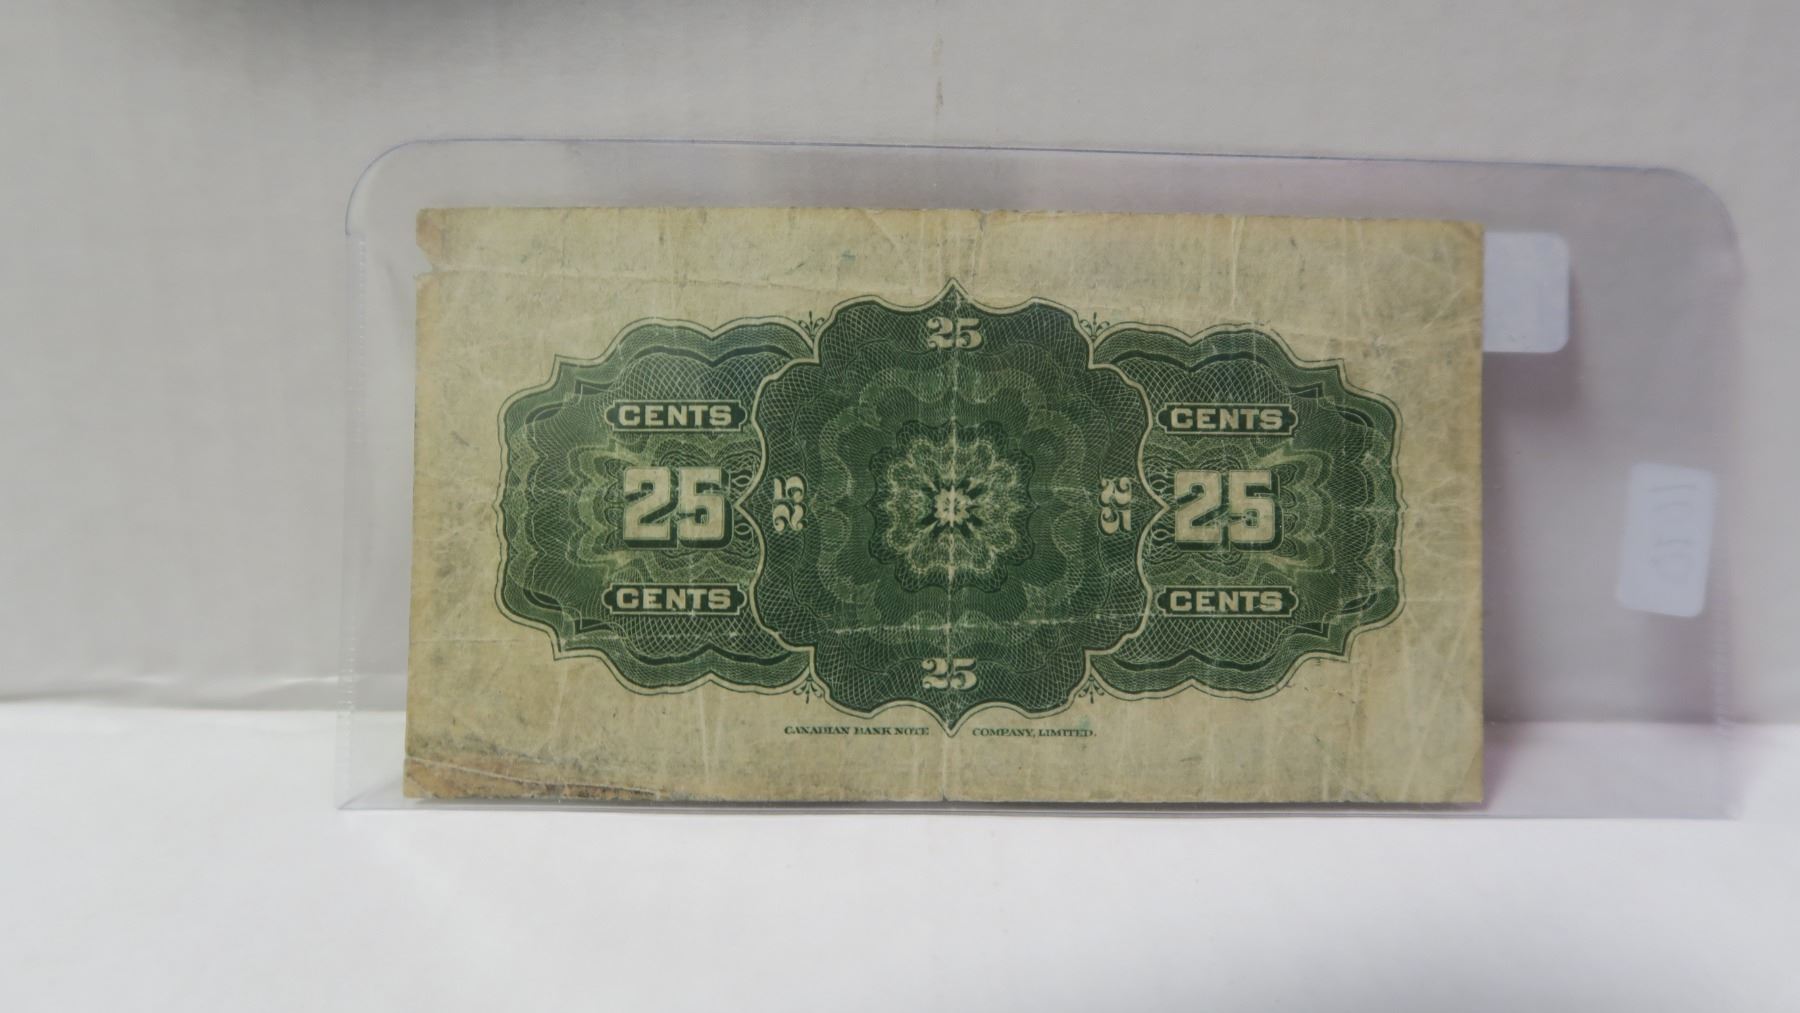 25
CENTS CENTS
25 25 25 25
CENTS CENTS
25
CANADIAN BANK NOTE COMPANY, LIMITED.